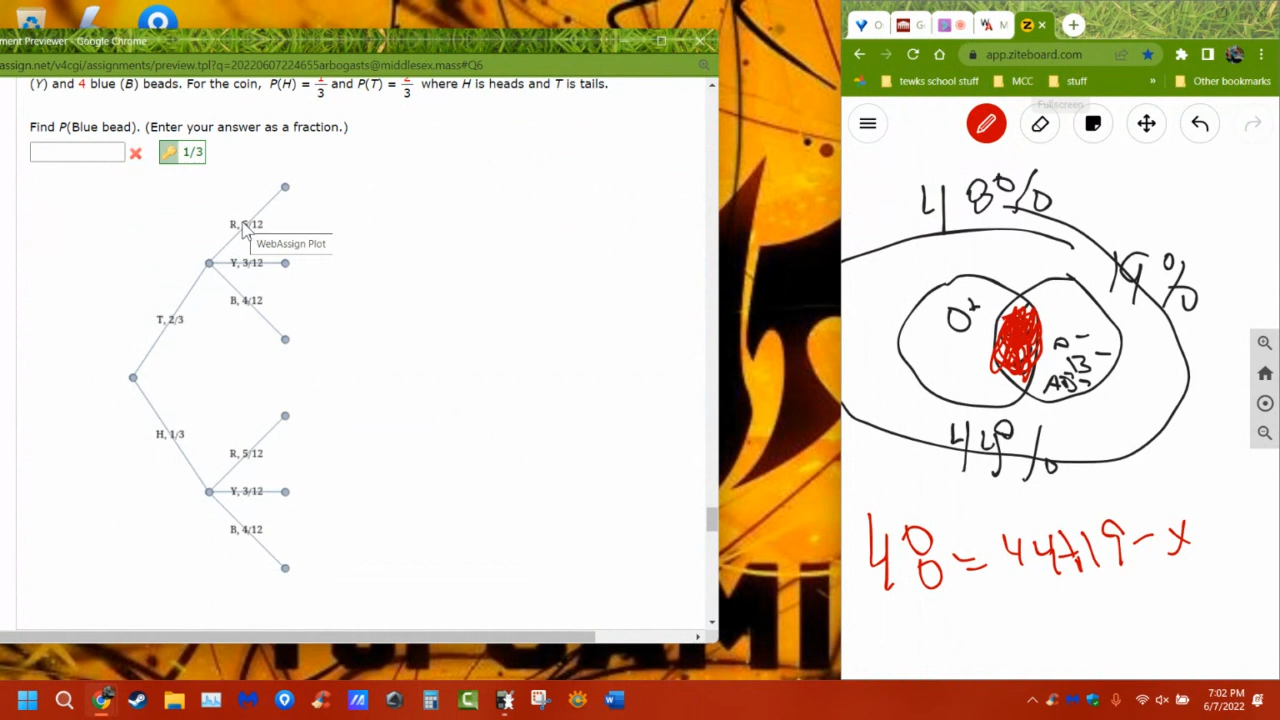 ment Previewer - Google Chrome
assign.net/v4cgi/assignments/preview.tpl?q=20220607224655arbogasts@middlesex.mass#Q6
(Y) and 4 blue (B) beads. For the coin, P(H) = 1/3 and P(T) = 2/3 where H is heads and T is tails.
Find P(Blue bead). (Enter your answer as a fraction.)
1/3
R, 5/12
WebAssign Plot
Y, 3/12
B, 4/12
T, 2/3
H, 1/3
R, 5/12
Y, 3/12
B, 4/12
app.ziteboard.com
tewks school stuff
MCC
stuff
»
Other bookmarks
Fullscreen
48%
19%
O+
B-
44%
48 = 44+19-x
7:02 PM
6/7/2022